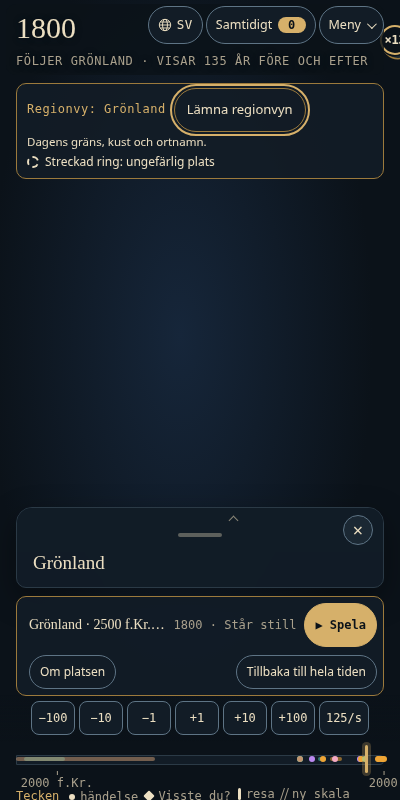 1800
SV
Samtidigt 0
Meny
FÖLJER GRÖNLAND · VISAR 135 ÅR FÖRE OCH EFTER
Regionvy: Grönland
Lämna regionvyn
Dagens gräns, kust och ortnamn.
Streckad ring: ungefärlig plats
Grönland
Grönland · 2500 f.Kr.… 1800 · Står still
▶ Spela
Om platsen
Tillbaka till hela tiden
−100 −10 −1 +1 +10 +100 125/s
2000 f.Kr. 2000
Tecken händelse Visste du? resa // ny skala